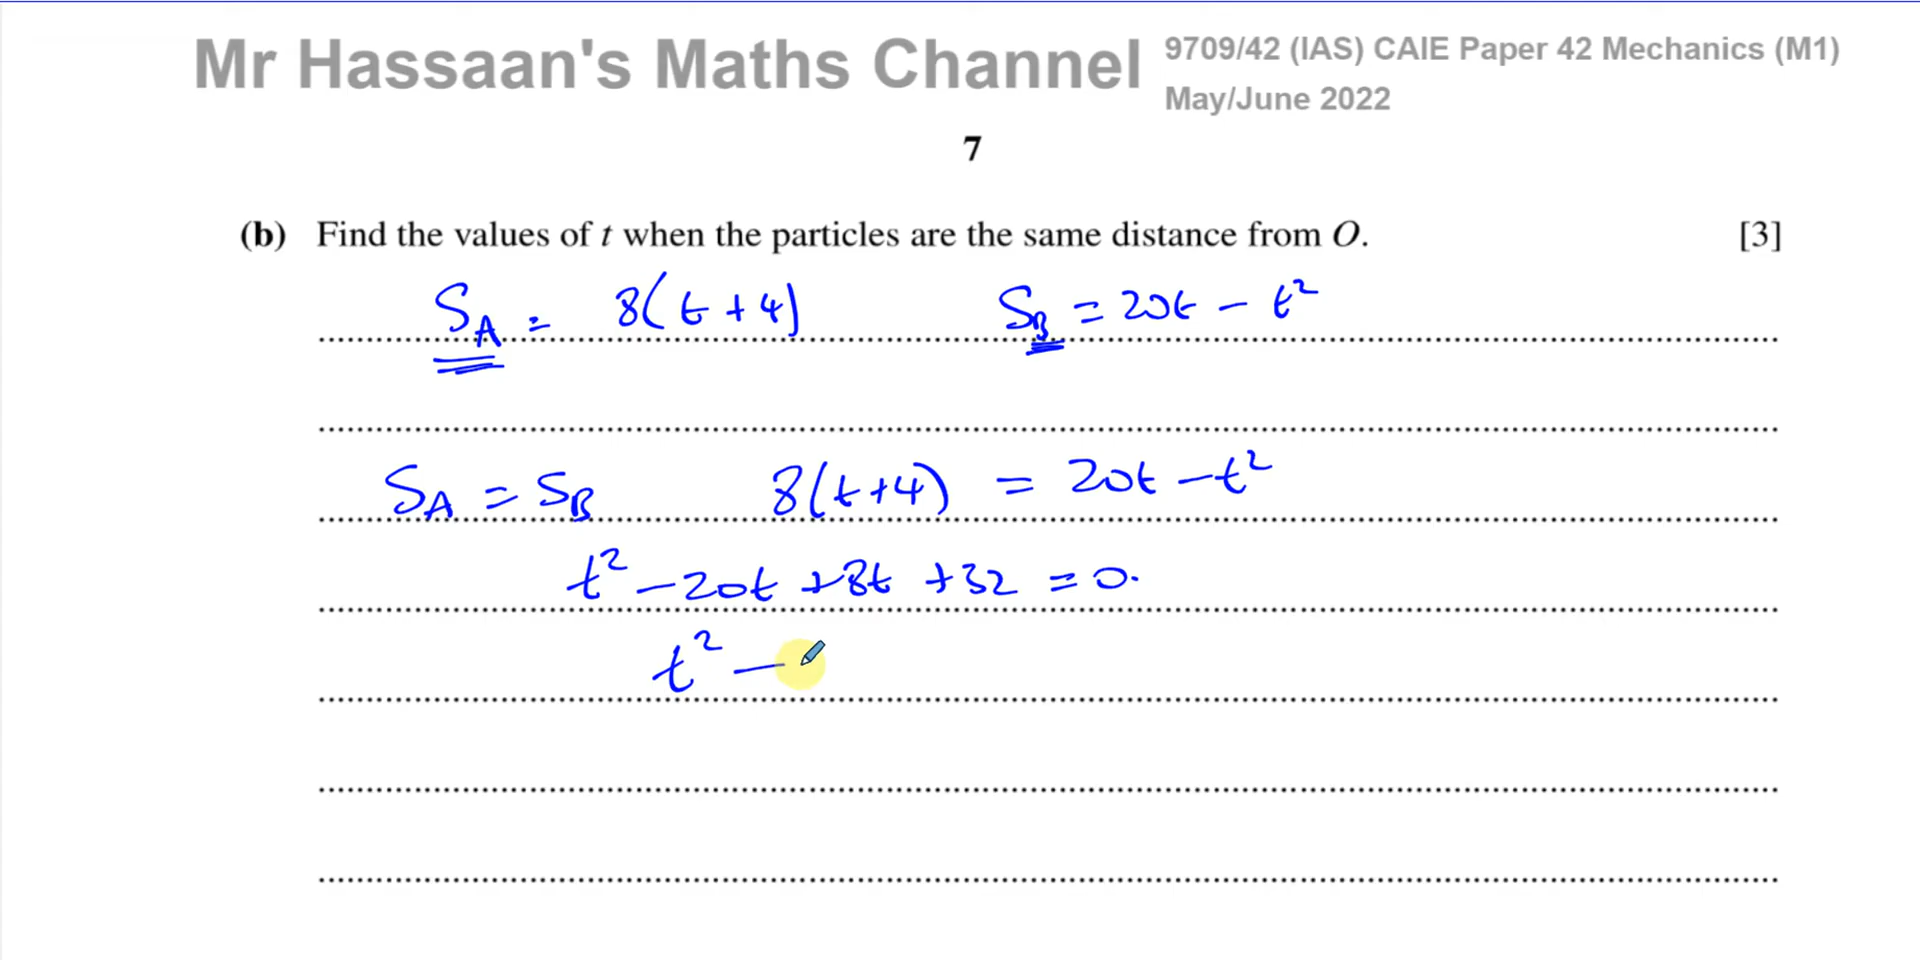 Mr Hassaan's Maths Channel
9709/42 (IAS) CAIE Paper 42 Mechanics (M1)
May/June 2022
7
(b) Find the values of t when the particles are the same distance from O. [3]
S_A = 8(t+4) S_B = 20t - t²
S_A = S_B 8(t+4) = 20t - t²
t² - 20t + 8t + 32 = 0.
t² -